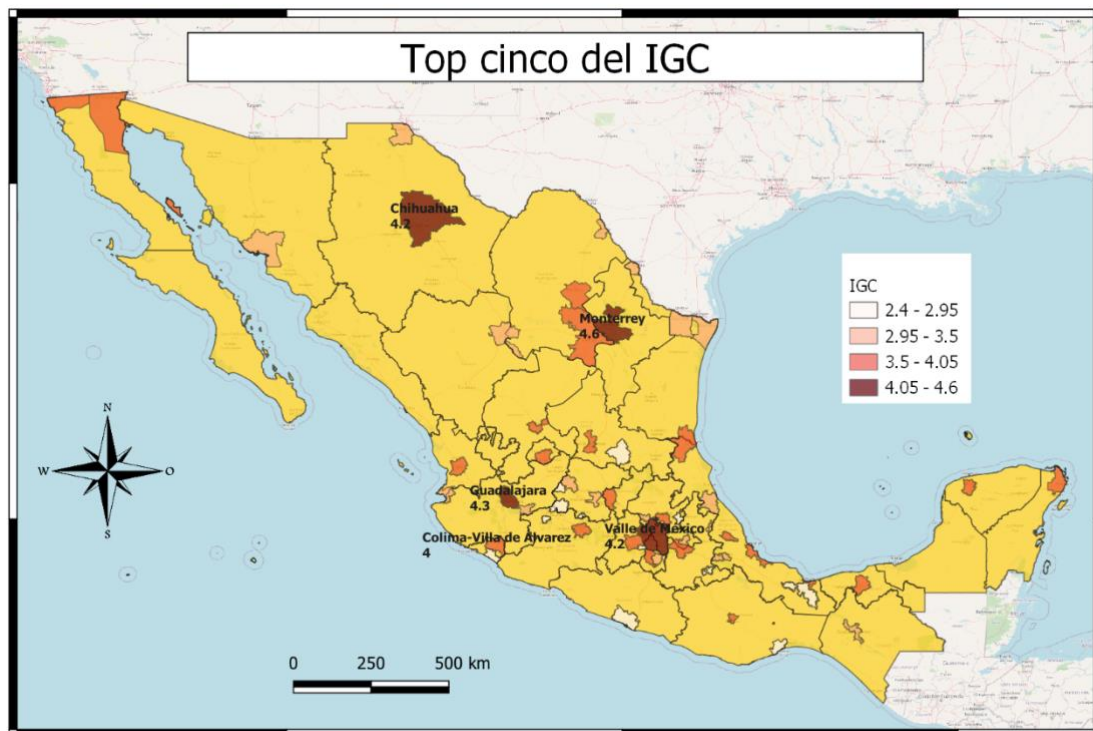 Top cinco del IGC
Chihuahua
4.2
Monterrey
4.6
Guadalajara
4.3
Colima-Villa de Álvarez
4
Valle de México
4.2
IGC
2.4 - 2.95
2.95 - 3.5
3.5 - 4.05
4.05 - 4.6
N
W
O
S
0 250 500 km